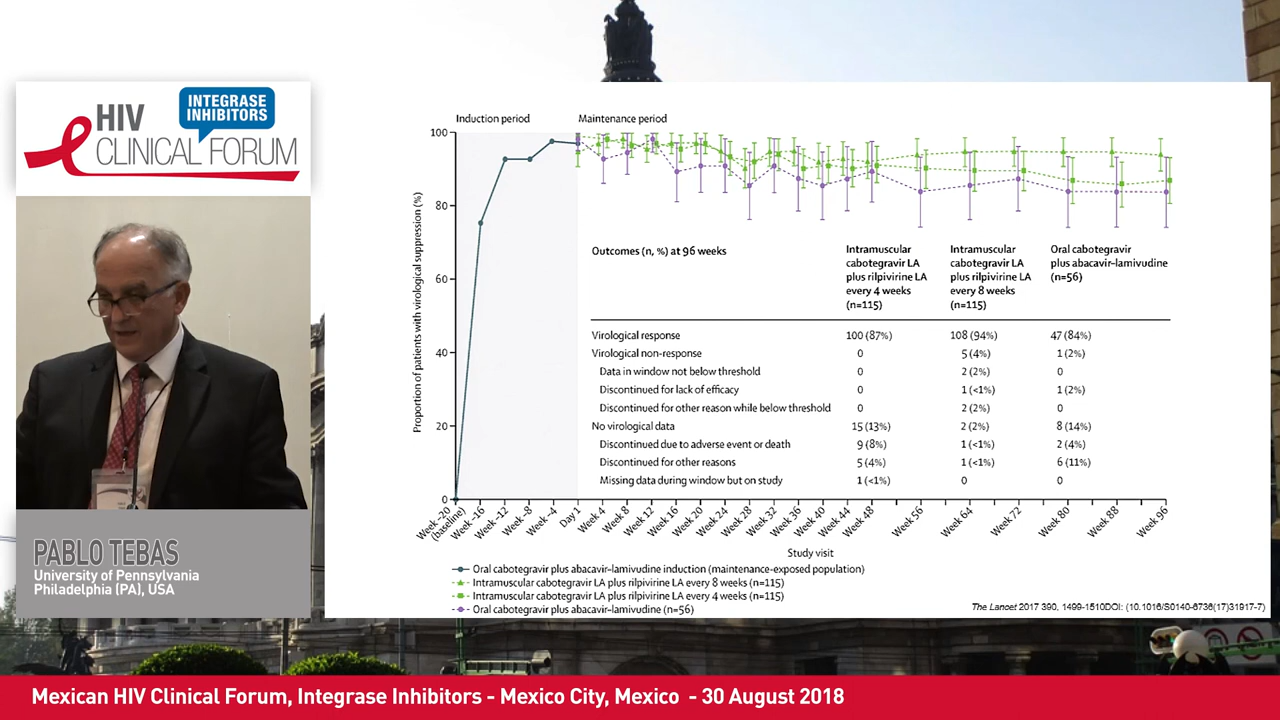 HIV
INTEGRASE
INHIBITORS
CLINICAL FORUM
PABLO TEBAS
University of Pennsylvania
Philadelphia (PA), USA
Induction period
Maintenance period
Proportion of patients with virological suppression (%)
100
80
60
40
20
0
Outcomes (n, %) at 96 weeks
Intramuscular
cabotegravir LA
plus rilpivirine LA
every 4 weeks
(n=115)
Intramuscular
cabotegravir LA
plus rilpivirine LA
every 8 weeks
(n=115)
Oral cabotegravir
plus abacavir–lamivudine
(n=56)
Virological response 100 (87%) 108 (94%) 47 (84%)
Virological non-response 0 5 (4%) 1 (2%)
Data in window not below threshold 0 2 (2%) 0
Discontinued for lack of efficacy 0 1 (<1%) 1 (2%)
Discontinued for other reason while below threshold 0 2 (2%) 0
No virological data 15 (13%) 2 (2%) 8 (14%)
Discontinued due to adverse event or death 9 (8%) 1 (<1%) 2 (4%)
Discontinued for other reasons 5 (4%) 1 (<1%) 6 (11%)
Missing data during window but on study 1 (<1%) 0 0
Week –20
(baseline)
Week –16
Week –12
Week –8
Week –4
Day 1
Week 4
Week 8
Week 12
Week 16
Week 20
Week 24
Week 28
Week 32
Week 36
Week 40
Week 44
Week 48
Week 56
Week 64
Week 72
Week 80
Week 88
Week 96
Study visit
Oral cabotegravir plus abacavir–lamivudine induction (maintenance-exposed population)
Intramuscular cabotegravir LA plus rilpivirine LA every 8 weeks (n=115)
Intramuscular cabotegravir LA plus rilpivirine LA every 4 weeks (n=115)
Oral cabotegravir plus abacavir–lamivudine (n=56)
The Lancet 2017 390, 1499-1510DOI: (10.1016/S0140-6736(17)31917-7)
Mexican HIV Clinical Forum, Integrase Inhibitors - Mexico City, Mexico - 30 August 2018